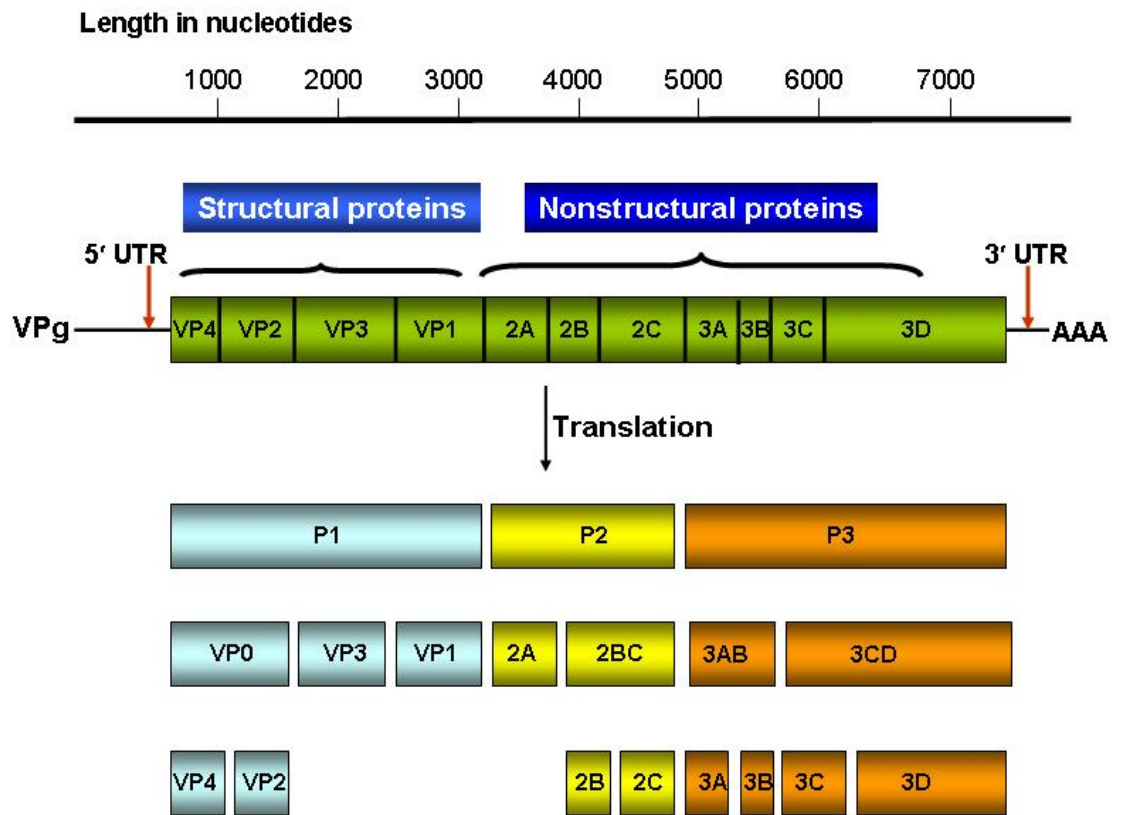 Length in nucleotides
1000 2000 3000 4000 5000 6000 7000
Structural proteins Nonstructural proteins
5′ UTR 3′ UTR
VPg VP4 VP2 VP3 VP1 2A 2B 2C 3A 3B 3C 3D AAA
Translation
P1 P2 P3
VP0 VP3 VP1 2A 2BC 3AB 3CD
VP4 VP2 2B 2C 3A 3B 3C 3D